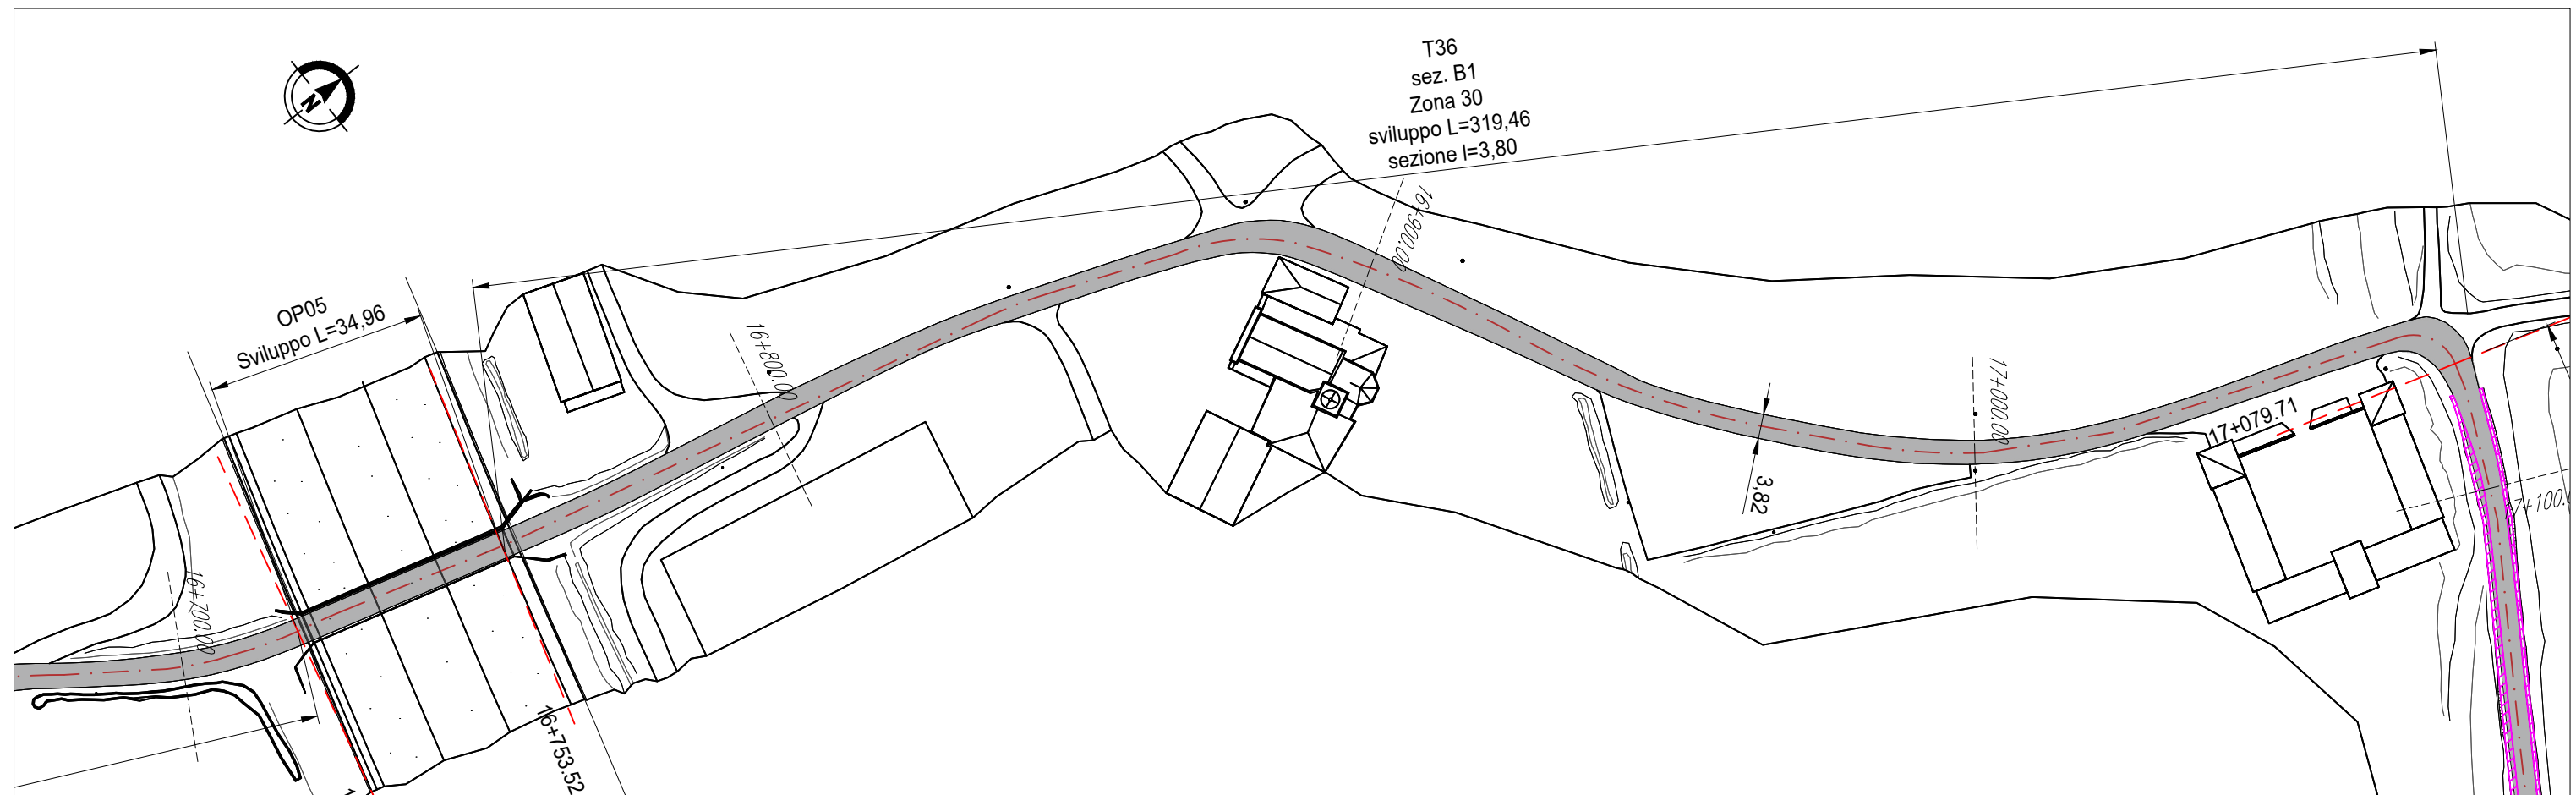 N
T36
sez. B1
Zona 30
sviluppo L=319,46
sezione l=3,80
OP05
Sviluppo L=34,96
16+700.00
16+753.52
16+800.00
16+900.00
3,82
17+000.00
17+079.71